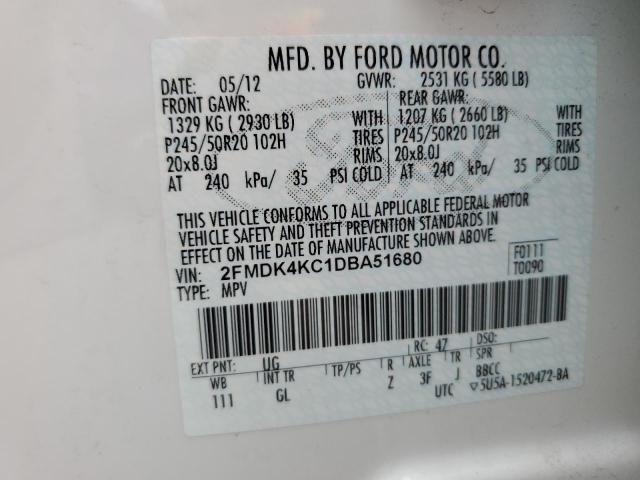 MFD. BY FORD MOTOR CO.
DATE: 05/12 GVWR: 2531 KG ( 5580 LB)
FRONT GAWR: REAR GAWR:
1329 KG ( 2930 LB) WITH 1207 KG ( 2660 LB) WITH
P245/50R20 102H TIRES P245/50R20 102H TIRES
20x8.0J RIMS 20x8.0J RIMS
AT 240 kPa/ 35 PSI COLD AT 240 kPa/ 35 PSI COLD
Ford
THIS VEHICLE CONFORMS TO ALL APPLICABLE FEDERAL MOTOR
VEHICLE SAFETY AND THEFT PREVENTION STANDARDS IN
EFFECT ON THE DATE OF MANUFACTURE SHOWN ABOVE.
VIN: 2FMDK4KC1DBA51680 F0111
TYPE: MPV T0090
EXT PNT: UG RC: 47 DSO:
WB INT TR TP/PS R AXLE TR SPR
111 GL Z 3F J BBCC
UTC ▽5U5A-1520472-BA